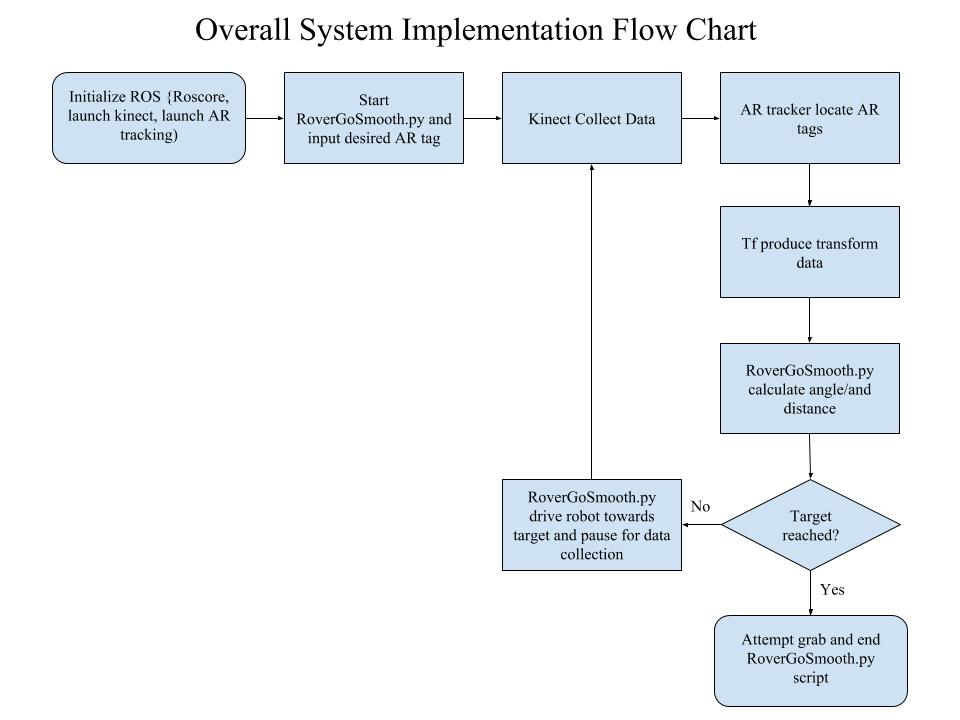 Overall System Implementation Flow Chart
Initialize ROS {Roscore,
launch kinect, launch AR
tracking)
Start
RoverGoSmooth.py and
input desired AR tag
Kinect Collect Data
AR tracker locate AR
tags
Tf produce transform
data
RoverGoSmooth.py
calculate angle/and
distance
Target
reached?
No
RoverGoSmooth.py
drive robot towards
target and pause for data
collection
Yes
Attempt grab and end
RoverGoSmooth.py
script